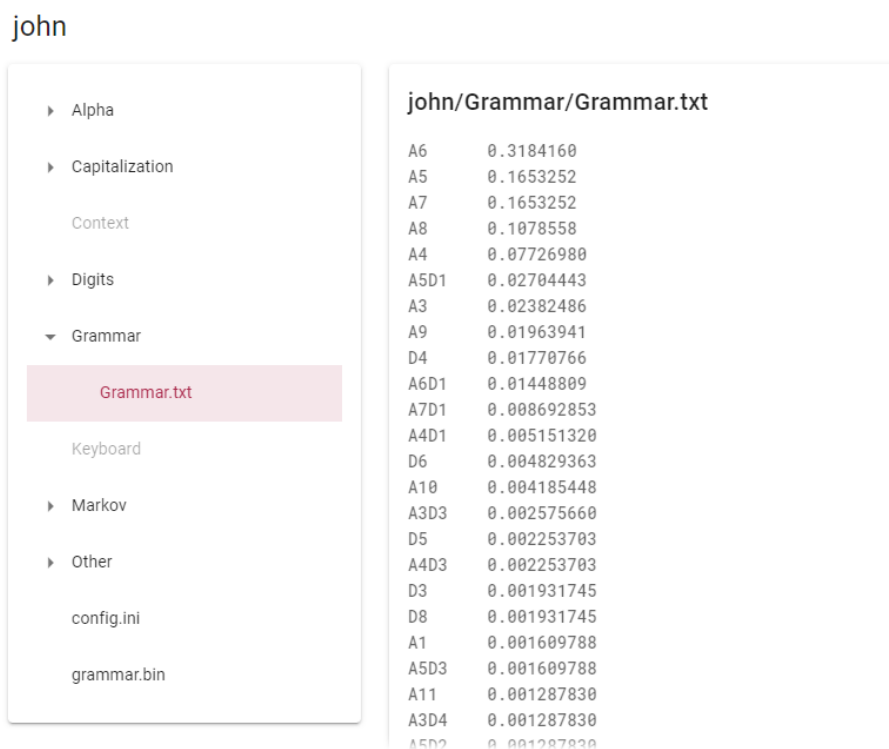 john
Alpha
Capitalization
Context
Digits
Grammar
Grammar.txt
Keyboard
Markov
Other
config.ini
grammar.bin
john/Grammar/Grammar.txt
A6 0.3184160
A5 0.1653252
A7 0.1653252
A8 0.1078558
A4 0.07726980
A5D1 0.02704443
A3 0.02382486
A9 0.01963941
D4 0.01770766
A6D1 0.01448809
A7D1 0.008692853
A4D1 0.005151320
D6 0.004829363
A10 0.004185448
A3D3 0.002575660
D5 0.002253703
A4D3 0.002253703
D3 0.001931745
D8 0.001931745
A1 0.001609788
A5D3 0.001609788
A11 0.001287830
A3D4 0.001287830
A5D2 0.001287830